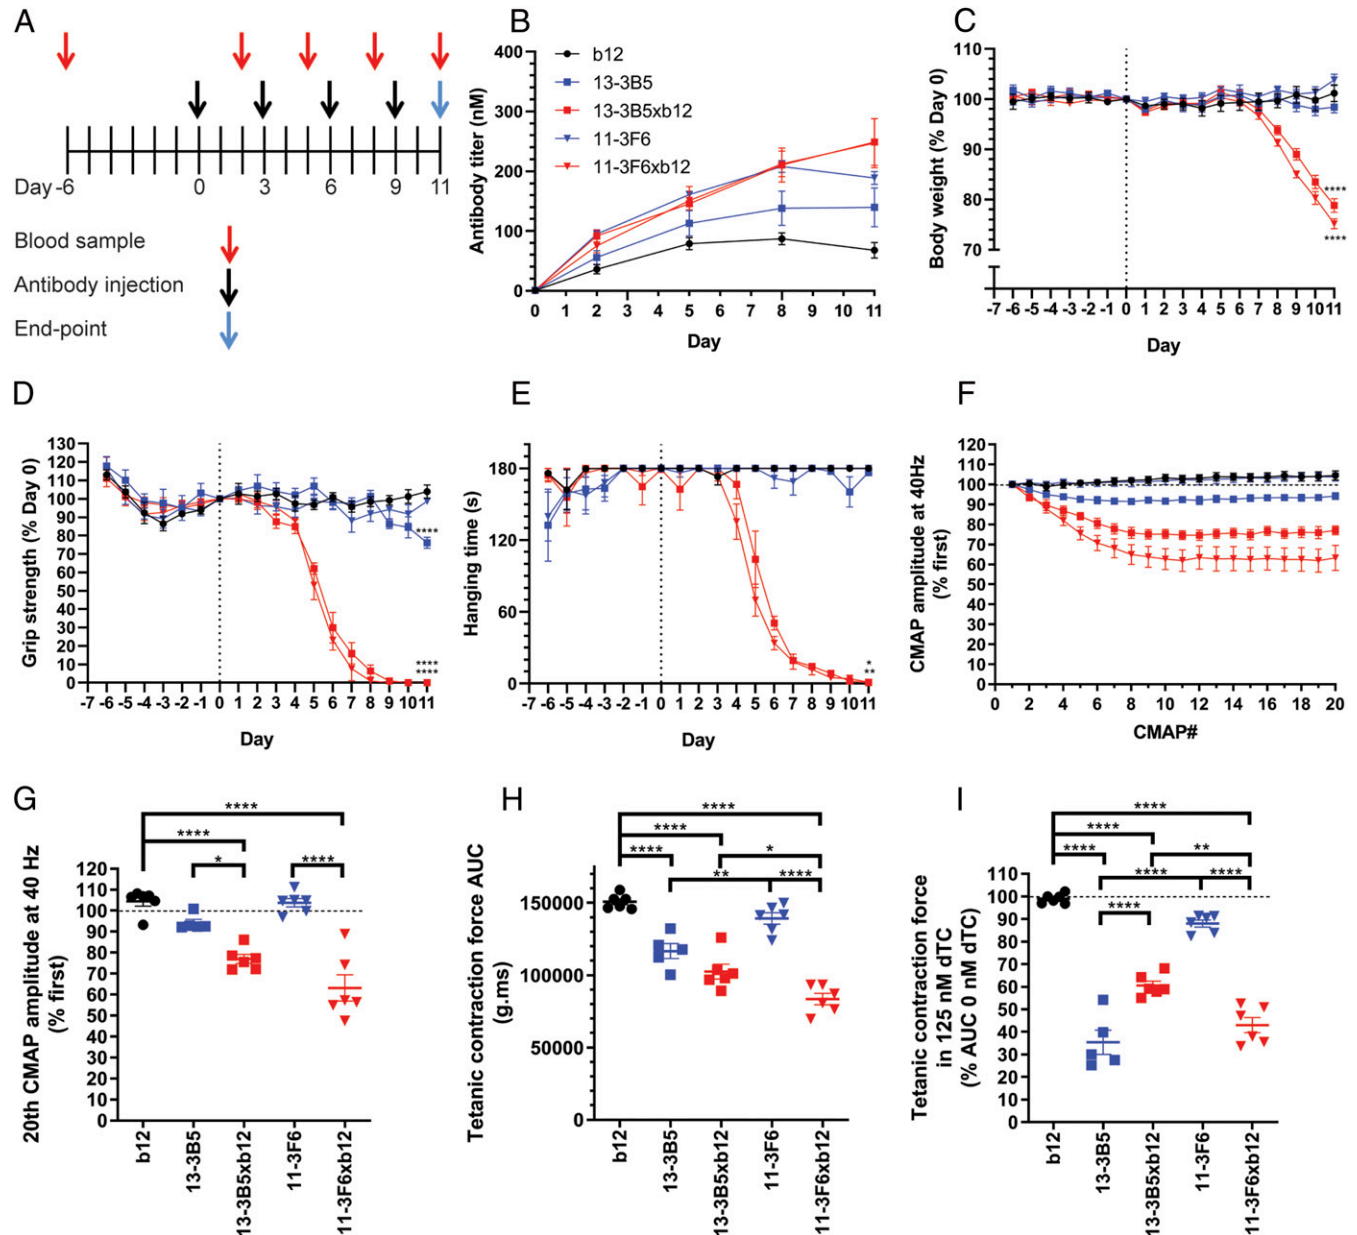 A
Day -6 0 3 6 9 11
Blood sample
Antibody injection
End-point
B
Antibody titer (nM)
400
300
200
100
0
b12
13-3B5
13-3B5xb12
11-3F6
11-3F6xb12
0 1 2 3 4 5 6 7 8 9 10 11
Day
C
Body weight (% Day 0)
110
100
90
80
70
****
****
-7 -6 -5 -4 -3 -2 -1 0 1 2 3 4 5 6 7 8 9 10 11
Day
D
Grip strength (% Day 0)
130
120
110
100
90
80
70
60
50
40
30
20
10
0
****
****
****
-7 -6 -5 -4 -3 -2 -1 0 1 2 3 4 5 6 7 8 9 10 11
Day
E
Hanging time (s)
180
120
60
0
*
**
-7 -6 -5 -4 -3 -2 -1 0 1 2 3 4 5 6 7 8 9 10 11
Day
F
CMAP amplitude at 40Hz
(% first)
120
110
100
90
80
70
60
50
40
30
20
10
0
0 2 4 6 8 10 12 14 16 18 20
CMAP#
G
20th CMAP amplitude at 40 Hz
(% first)
****
****
* ****
120
110
100
90
80
70
60
50
40
30
20
10
0
b12
13-3B5
13-3B5xb12
11-3F6
11-3F6xb12
H
Tetanic contraction force AUC
(g.ms)
****
****
**** *
** ****
150000
100000
50000
0
b12
13-3B5
13-3B5xb12
11-3F6
11-3F6xb12
I
Tetanic contraction force
in 125 nM dTC
(% AUC 0 nM dTC)
****
****
**** **
**** ****
****
110
100
90
80
70
60
50
40
30
20
10
0
b12
13-3B5
13-3B5xb12
11-3F6
11-3F6xb12